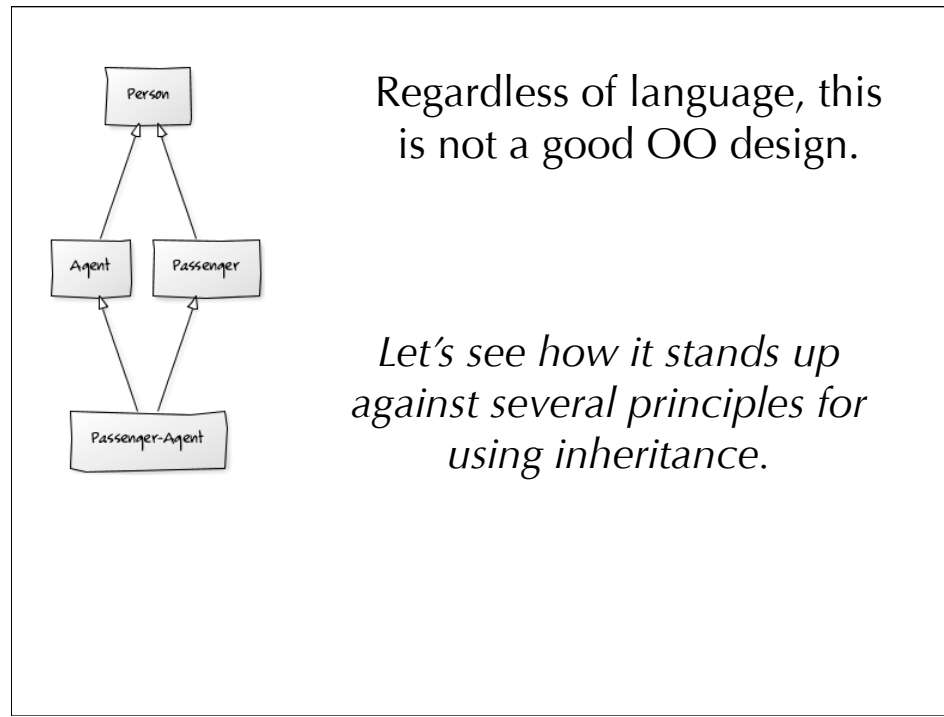 Person
Regardless of language, this
is not a good OO design.
Agent
Passenger
Let’s see how it stands up
against several principles for
using inheritance.
Passenger-Agent